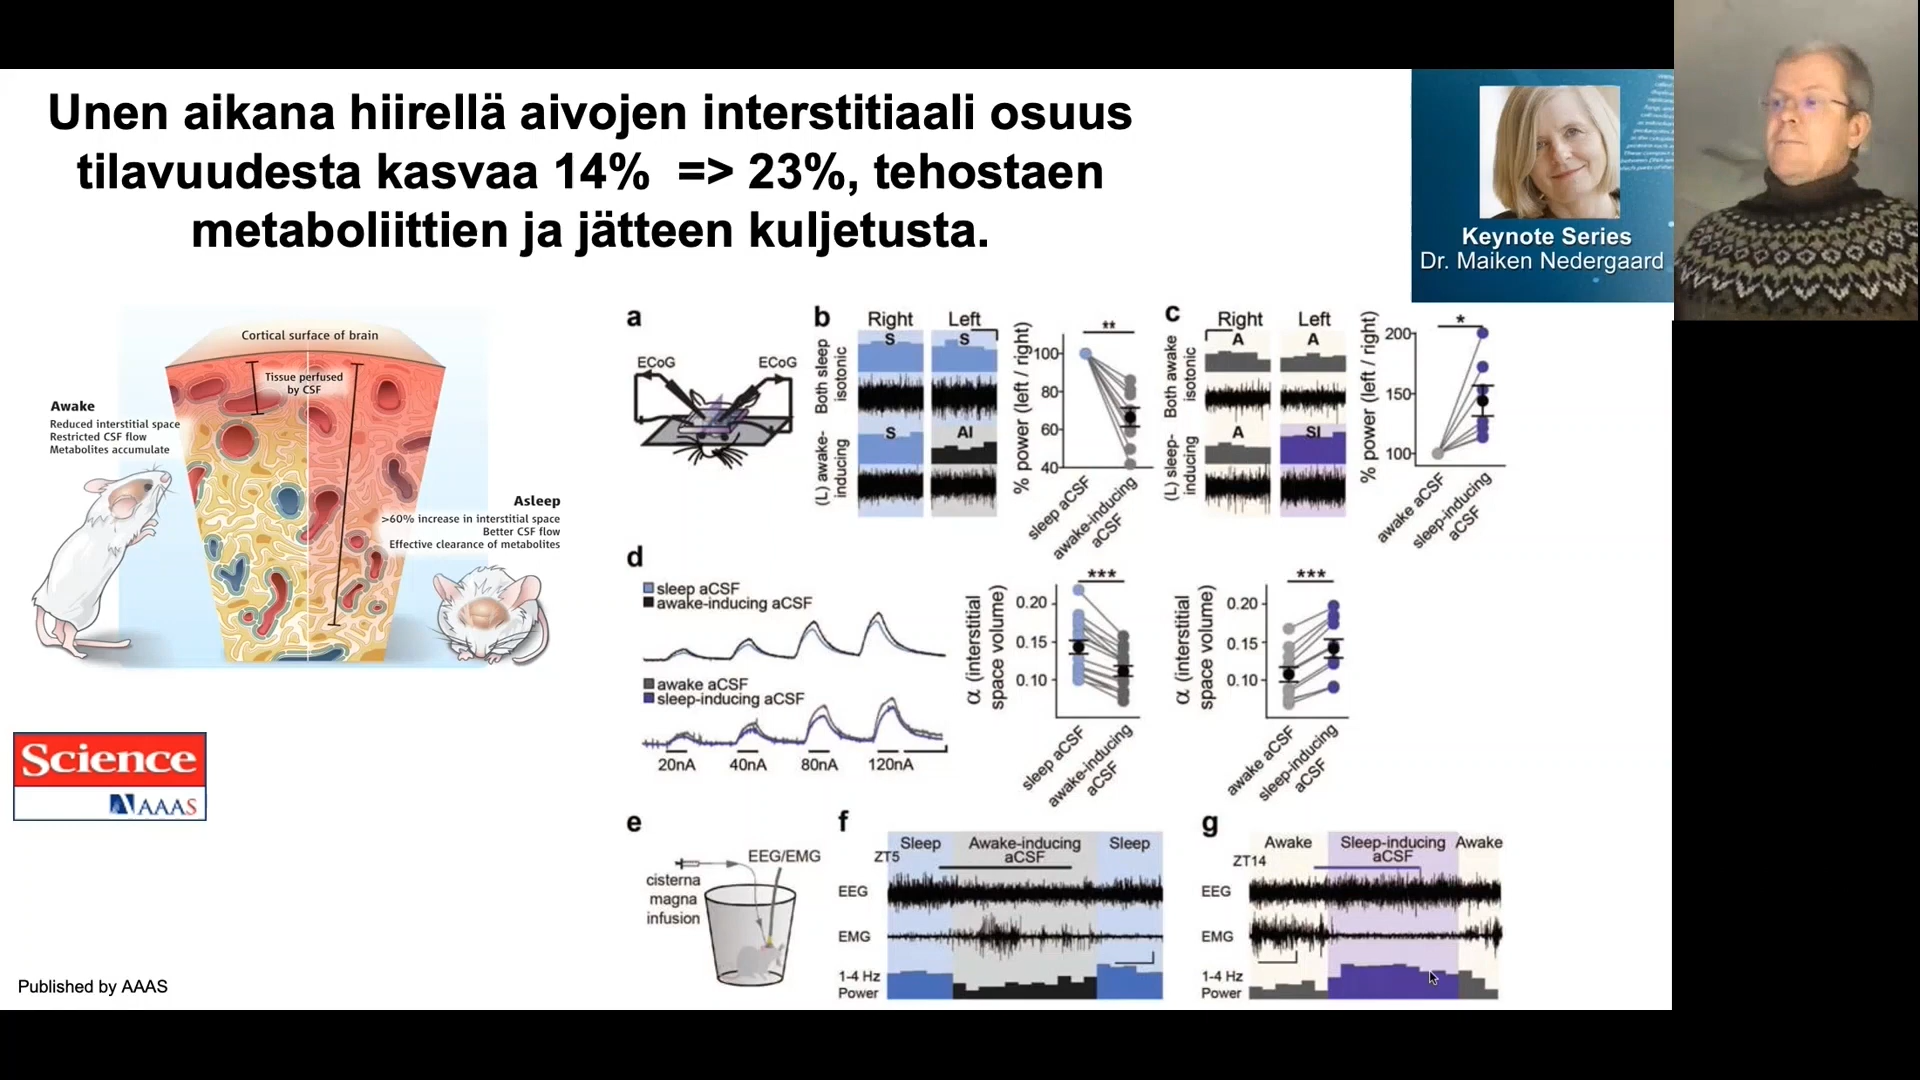 Unen aikana hiirellä aivojen interstitiaali osuus
tilavuudesta kasvaa 14% => 23%, tehostaen
metaboliittien ja jätteen kuljetusta.
Keynote Series
Dr. Maiken Nedergaard
Cortical surface of brain
Tissue perfused
by CSF
Awake
Reduced interstitial space
Restricted CSF flow
Metabolites accumulate
Asleep
>60% increase in interstitial space
Better CSF flow
Effective clearance of metabolites
Science
AAAS
Published by AAAS
a
ECoG
ECoG
b
Right
Left
Both sleep
isotonic
S
S
(L) awake-
inducing
S
AI
% power (left / right)
**
100
80
60
40
sleep aCSF
awake-inducing
aCSF
c
Right
Left
Both awake
isotonic
A
A
(L) sleep-
inducing
A
SI
% power (left / right)
*
200
150
100
awake aCSF
sleep-inducing
aCSF
d
sleep aCSF
awake-inducing aCSF
awake aCSF
sleep-inducing aCSF
20nA
40nA
80nA
120nA
α (interstitial
space volume)
***
0.20
0.15
0.10
sleep aCSF
awake-inducing
aCSF
α (interstitial
space volume)
***
0.20
0.15
0.10
awake aCSF
sleep-inducing
aCSF
e
EEG/EMG
cisterna
magna
infusion
f
Sleep
Awake-inducing
aCSF
Sleep
ZT5
EEG
EMG
1-4 Hz
Power
g
Awake
Sleep-inducing
aCSF
Awake
ZT14
EEG
EMG
1-4 Hz
Power